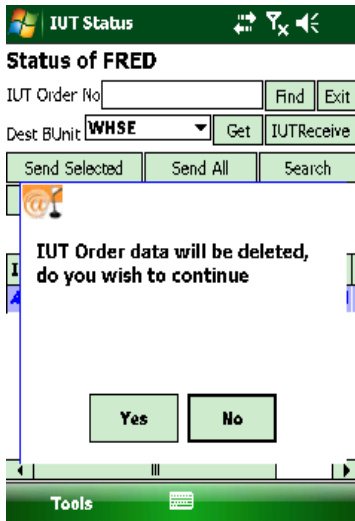 IUT Status
Status of FRED
IUT Order No Find Exit
Dest BUnit WHSE Get IUTReceive
Send Selected Send All Search
IUT Order data will be deleted,
do you wish to continue
Yes No
Tools